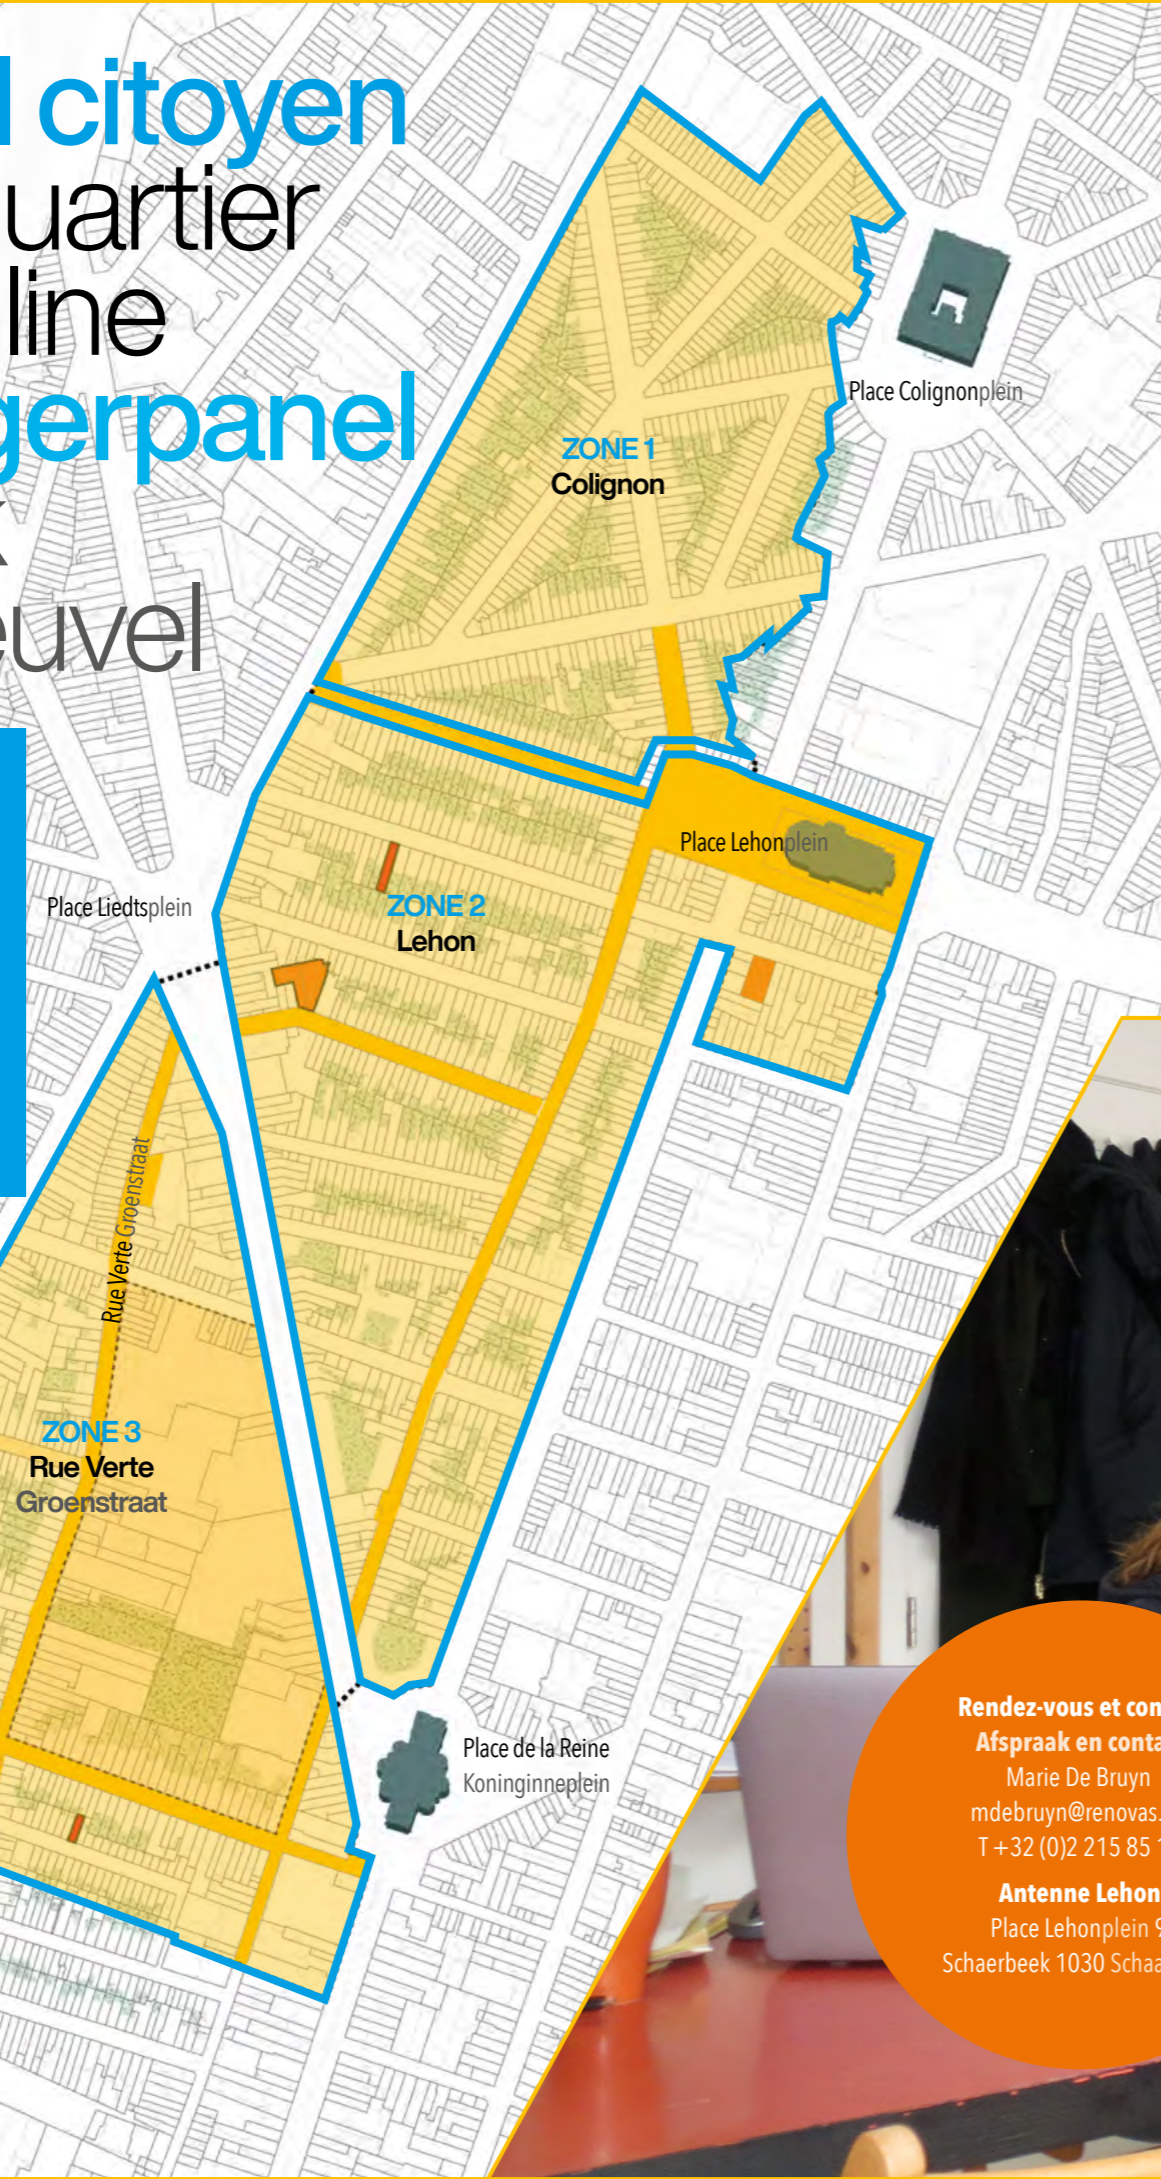 citoyen
uartier
line
gerpanel
euvel
ZONE 1
Colignon
Place Colignonplein
Place Lehonplein
ZONE 2
Lehon
Place Liedtsplein
Rue Verte Groenstraat
ZONE 3
Rue Verte
Groenstraat
Place de la Reine
Koninginneplein
Rendez-vous et con
Afspraak en conta
Marie De Bruyn
mdebruyn@renovas.
T +32 (0)2 215 85
Antenne Lehon
Place Lehonplein 9
Schaerbeek 1030 Schaa